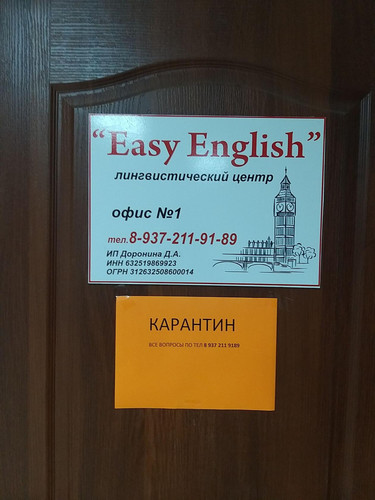 “Easy English”
лингвистический центр
офис №1
тел.8-937-211-91-89
ИП Доронина Д.А.
ИНН 632519869923
ОГРН 312632508600014
КАРАНТИН
ВСЕ ВОПРОСЫ ПО ТЕЛ 8 937 211 9189